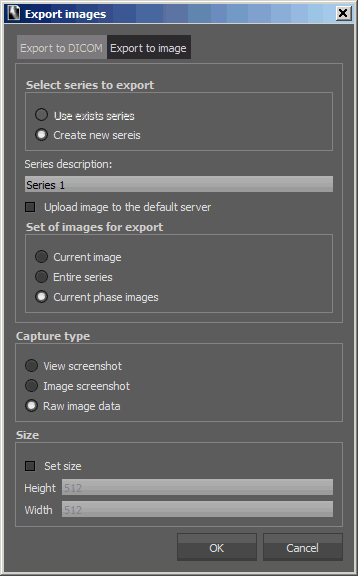 Export images
Export to DICOM Export to image
Select series to export
Use exists series
Create new sereis
Series description:
Series 1
Upload image to the default server
Set of images for export
Current image
Entire series
Current phase images
Capture type
View screenshot
Image screenshot
Raw image data
Size
Set size
Height 512
Width 512
OK Cancel